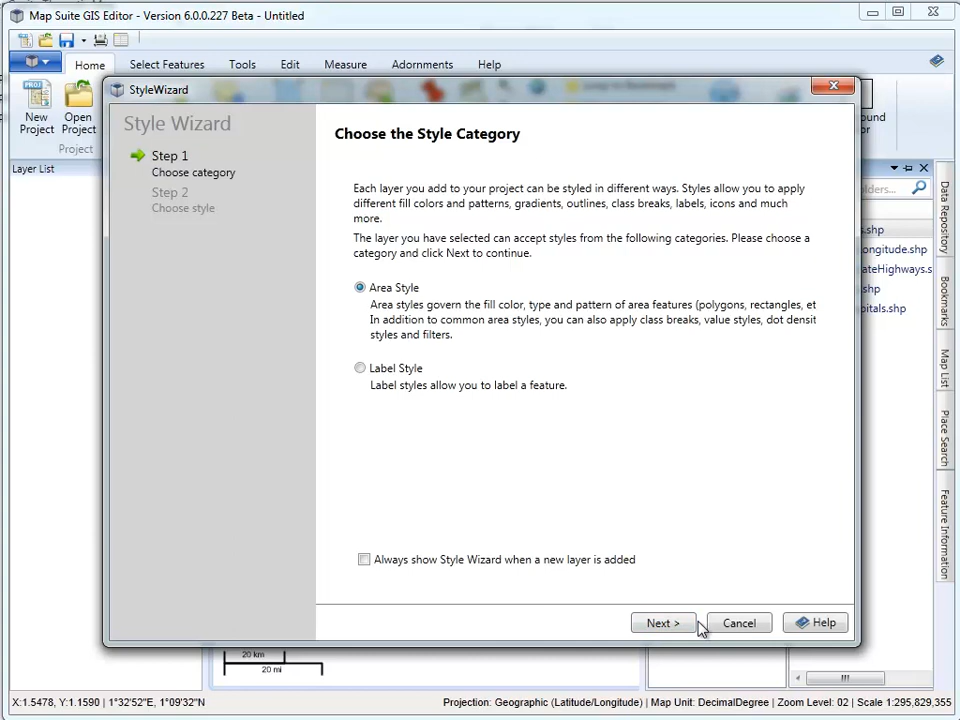 Map Suite GIS Editor - Version 6.0.0.227 Beta - Untitled
Home
Select Features
Tools
Edit
Measure
Adornments
Help
New Project
Open Project
Project
Layer List
StyleWizard
Style Wizard
Step 1
Choose category
Step 2
Choose style
Choose the Style Category
Each layer you add to your project can be styled in different ways. Styles allow you to apply
different fill colors and patterns, gradients, outlines, class breaks, labels, icons and much
more.
The layer you have selected can accept styles from the following categories. Please choose a
category and click Next to continue.
Area Style
Area styles govern the fill color, type and pattern of area features (polygons, rectangles, et
In addition to common area styles, you can also apply class breaks, value styles, dot densit
styles and filters.
Label Style
Label styles allow you to label a feature.
Always show Style Wizard when a new layer is added
Next >
Cancel
Help
ound
or
olders...
s.shp
ongitude.shp
ateHighways.s
.shp
pitals.shp
Data Repository
Bookmarks
Map List
Place Search
Feature Information
20 km
20 mi
X:1.5478, Y:1.1590 | 1°32'52"E, 1°09'32"N
Projection: Geographic (Latitude/Longitude) | Map Unit: DecimalDegree | Zoom Level: 02 | Scale 1:295,829,355